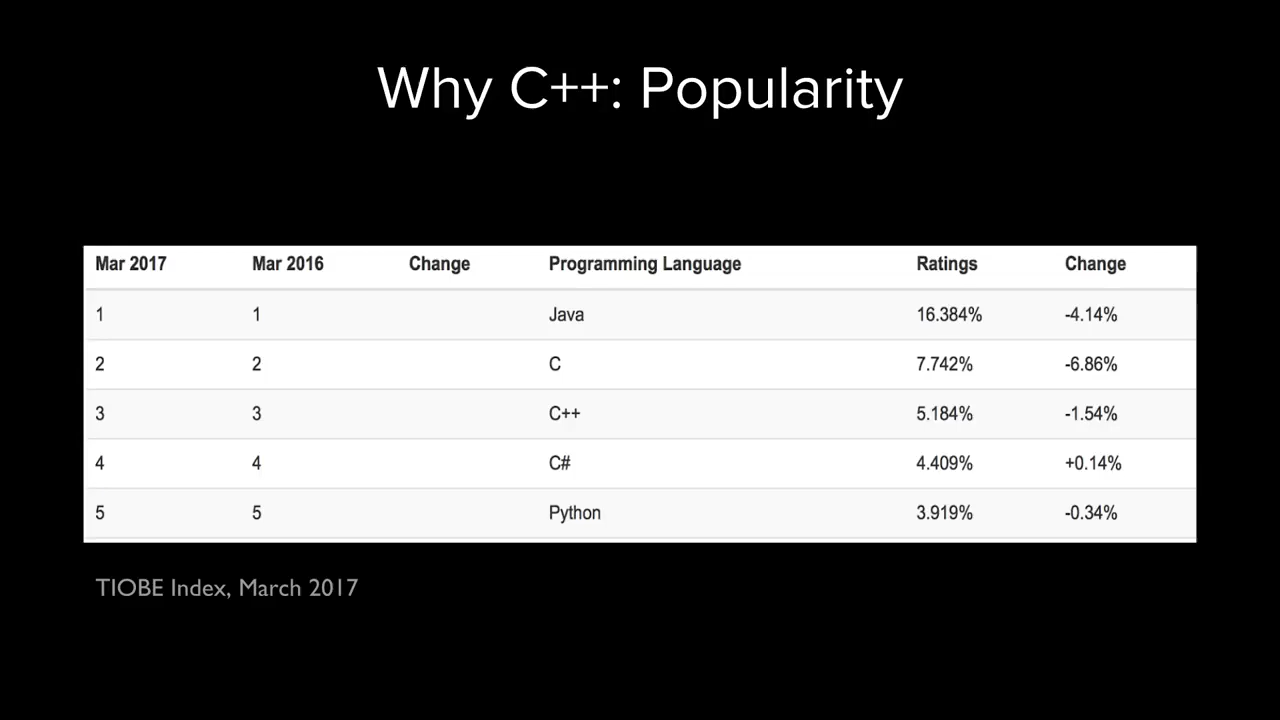 Why C++: Popularity
Mar 2017 Mar 2016 Change Programming Language Ratings Change
1 1 Java 16.384% -4.14%
2 2 C 7.742% -6.86%
3 3 C++ 5.184% -1.54%
4 4 C# 4.409% +0.14%
5 5 Python 3.919% -0.34%
TIOBE Index, March 2017